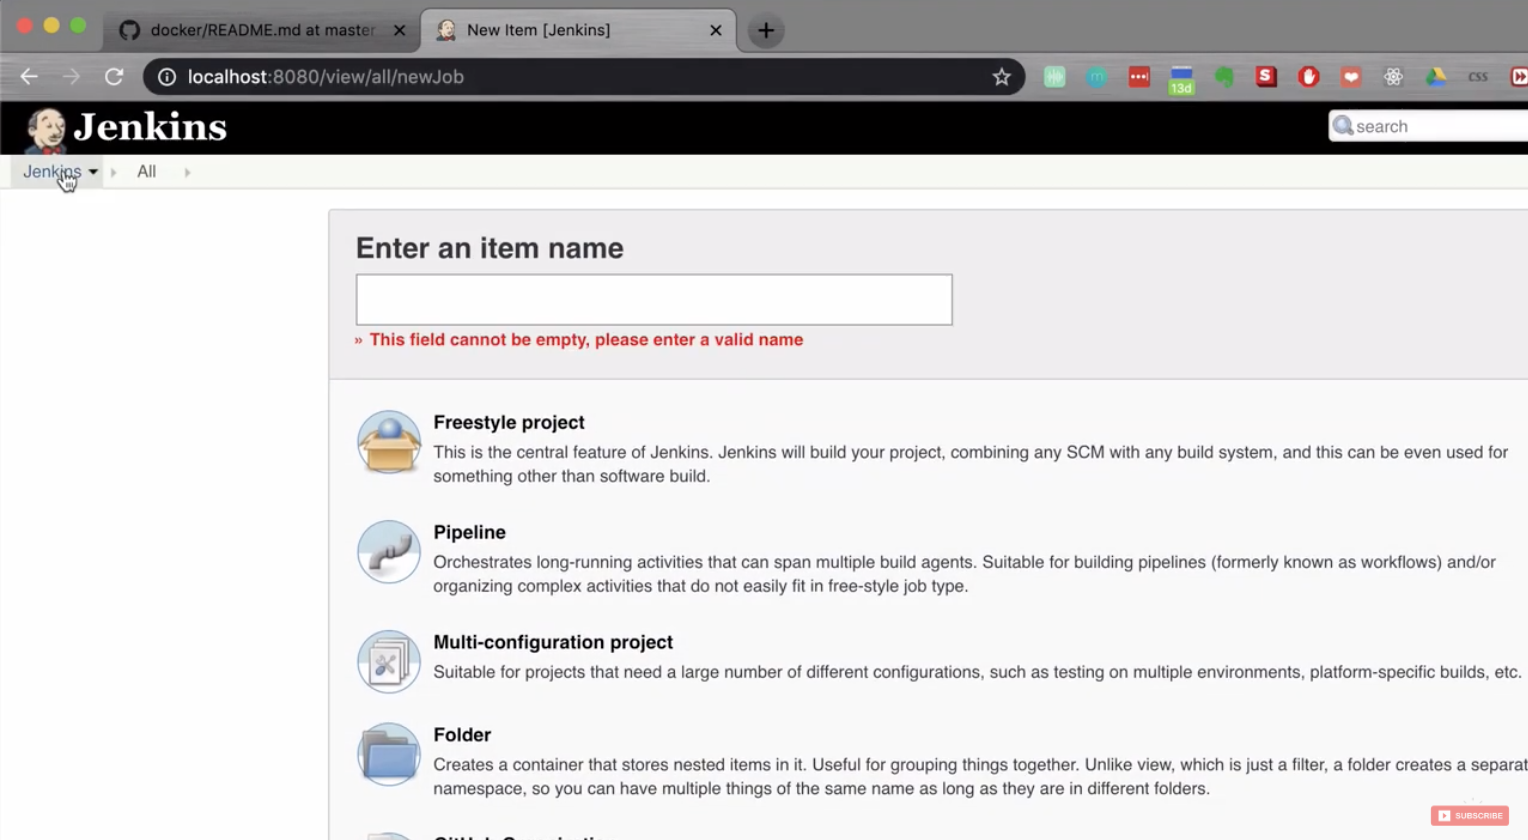 docker/README.md at master
New Item [Jenkins]
localhost:8080/view/all/newJob
13d
S
css
Jenkins
search
Jenkins
All
Enter an item name
» This field cannot be empty, please enter a valid name
Freestyle project
This is the central feature of Jenkins. Jenkins will build your project, combining any SCM with any build system, and this can be even used for
something other than software build.
Pipeline
Orchestrates long-running activities that can span multiple build agents. Suitable for building pipelines (formerly known as workflows) and/or
organizing complex activities that do not easily fit in free-style job type.
Multi-configuration project
Suitable for projects that need a large number of different configurations, such as testing on multiple environments, platform-specific builds, etc.
Folder
Creates a container that stores nested items in it. Useful for grouping things together. Unlike view, which is just a filter, a folder creates a separat
namespace, so you can have multiple things of the same name as long as they are in different folders.
SUBSCRIBE